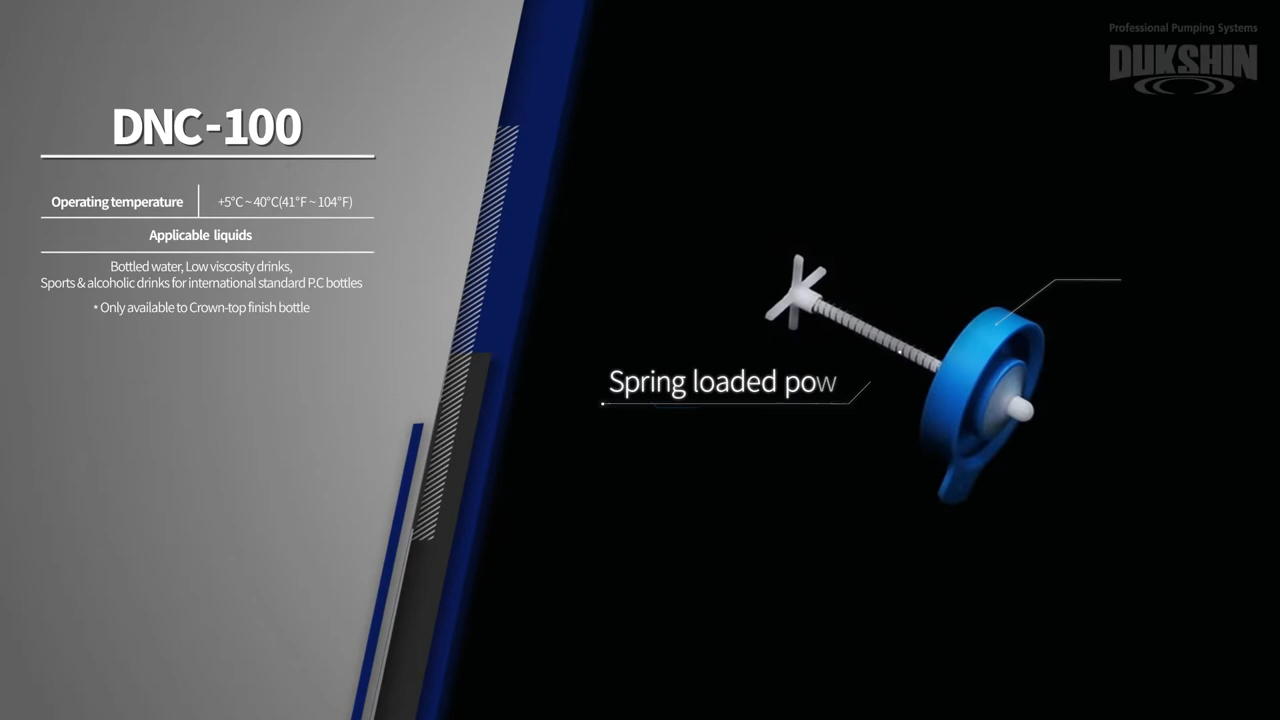 Professional Pumping Systems
DUKSHIN
DNC-100
Operating temperature +5°C ~ 40°C(41°F ~ 104°F)
Applicable liquids
Bottled water, Low viscosity drinks,
Sports & alcoholic drinks for international standard P.C bottles
* Only available to Crown-top finish bottle
Spring loaded pow